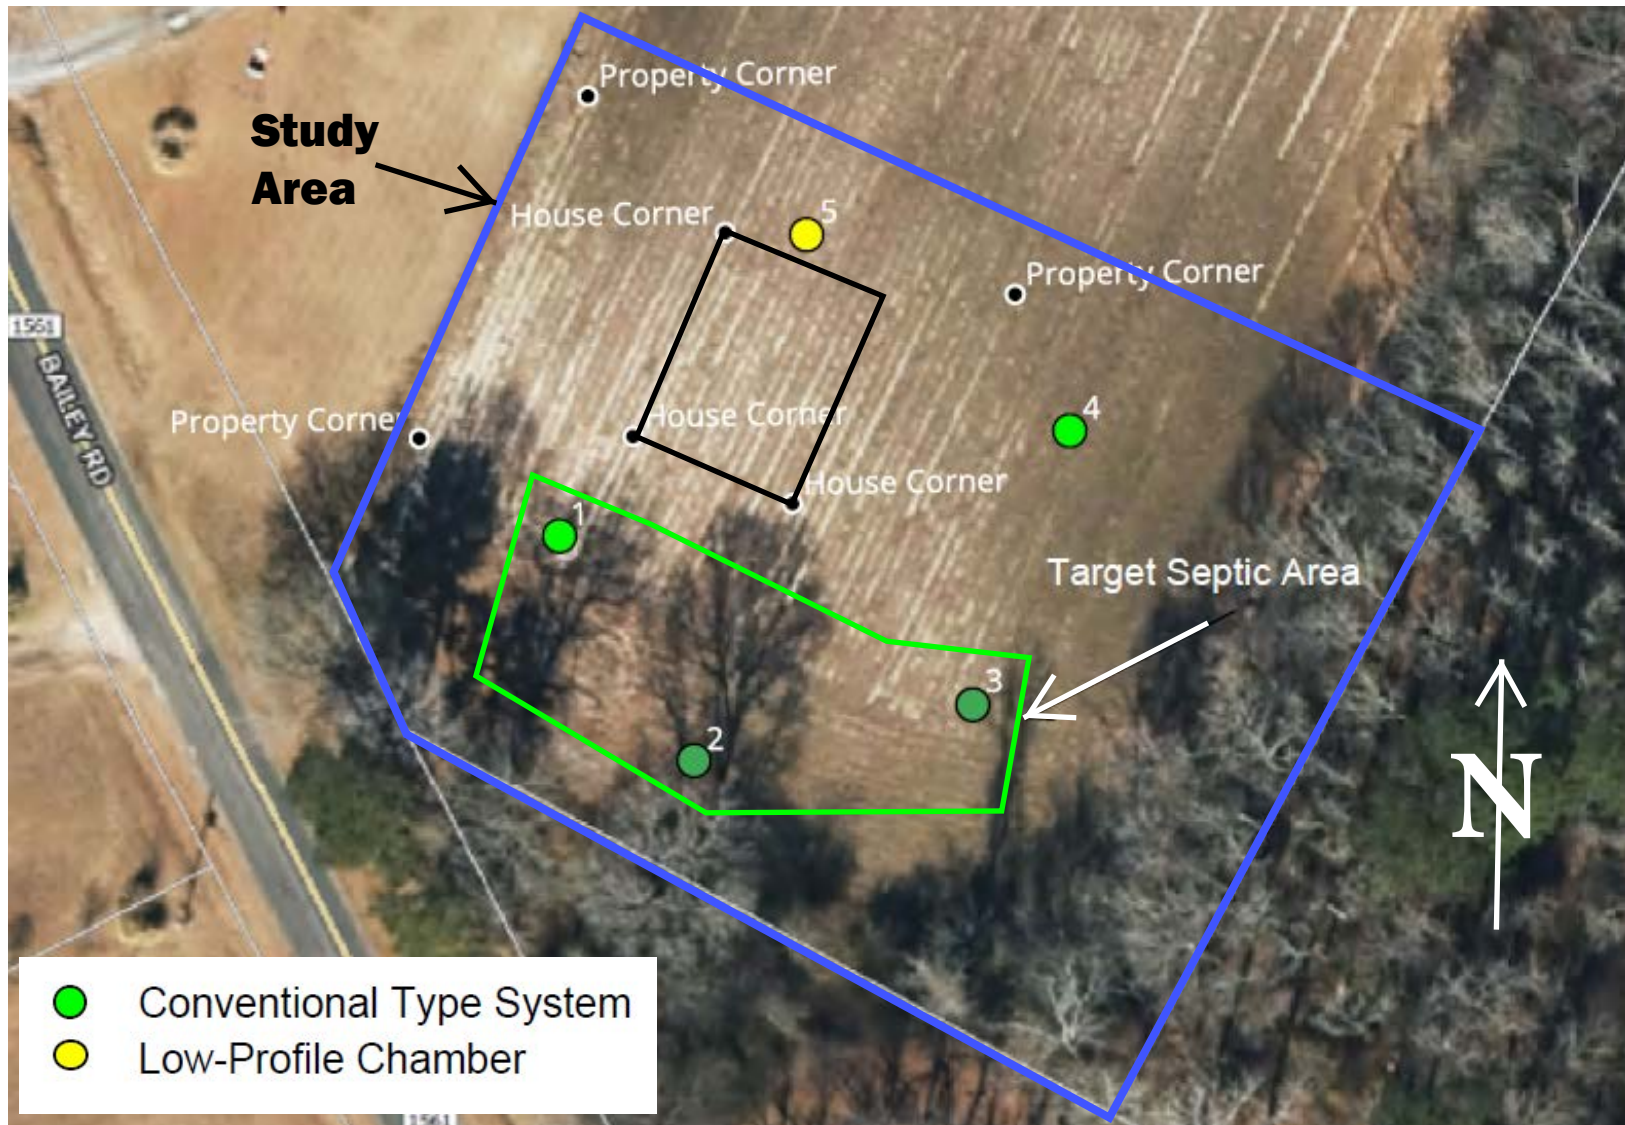 Property Corner
Study
Area
House Corner
5
Property Corner
1561
BAILEY RD
Property Corner
House Corner
4
House Corner
1
Target Septic Area
3
2
N
Conventional Type System
Low-Profile Chamber
1561